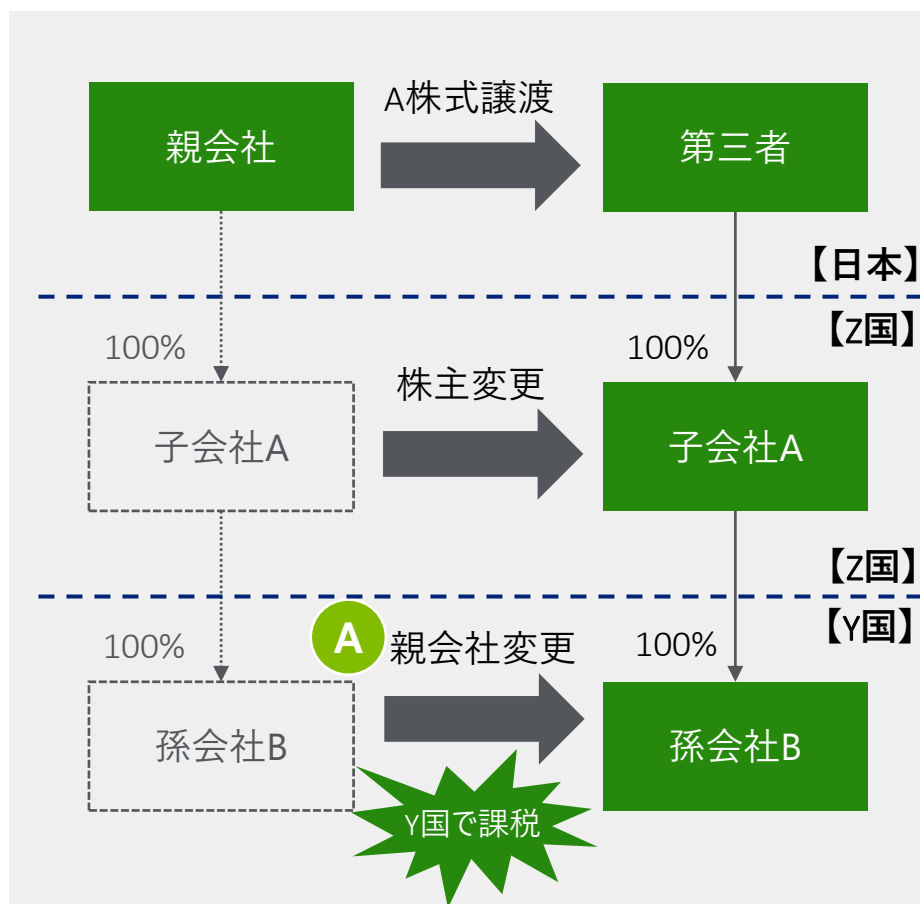 A株式譲渡
親会社
第三者
【日本】
【Z国】
100%
100%
株主変更
子会社A
子会社A
【Z国】
【Y国】
A
100%
親会社変更
100%
孫会社B
孫会社B
Y国で課税